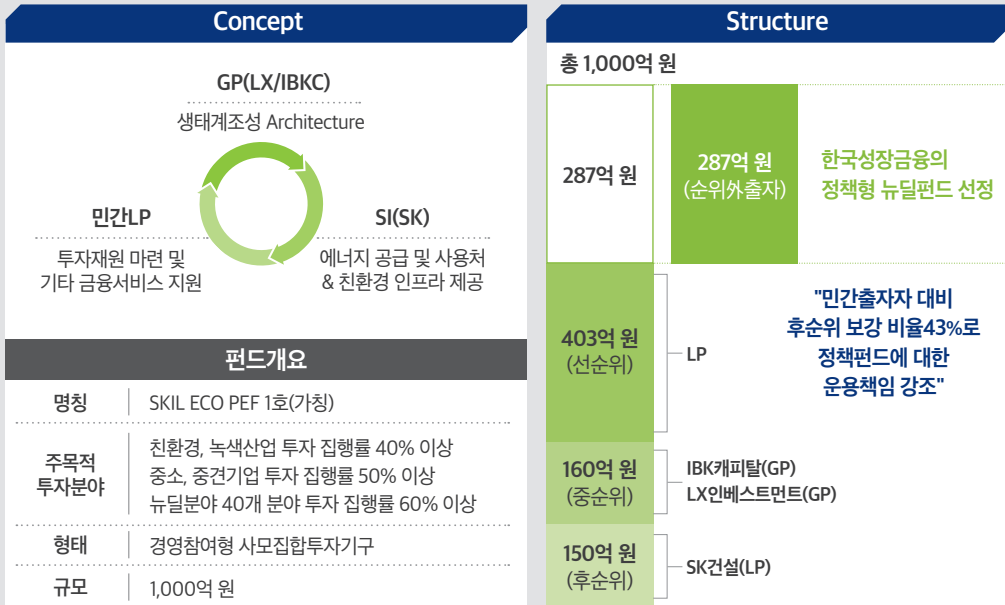 Concept
GP(LX/IBKC)
생태계조성 Architecture
민간LP
투자재원 마련 및
기타 금융서비스 지원
SI(SK)
에너지 공급 및 사용처
& 친환경 인프라 제공
펀드개요
명칭
SKIL ECO PEF 1호(가칭)
주목적
투자분야
친환경, 녹색산업 투자 집행률 40% 이상
중소, 중견기업 투자 집행률 50% 이상
뉴딜분야 40개 분야 투자 집행률 60% 이상
형태
경영참여형 사모집합투자기구
규모
1,000억 원
Structure
총 1,000억 원
287억 원
287억 원
(순위外출자)
한국성장금융의
정책형 뉴딜펀드 선정
403억 원
(선순위)
LP
"민간출자자 대비
후순위 보강 비율43%로
정책펀드에 대한
운용책임 강조"
160억 원
(중순위)
IBK캐피탈(GP)
LX인베스트먼트(GP)
150억 원
(후순위)
SK건설(LP)